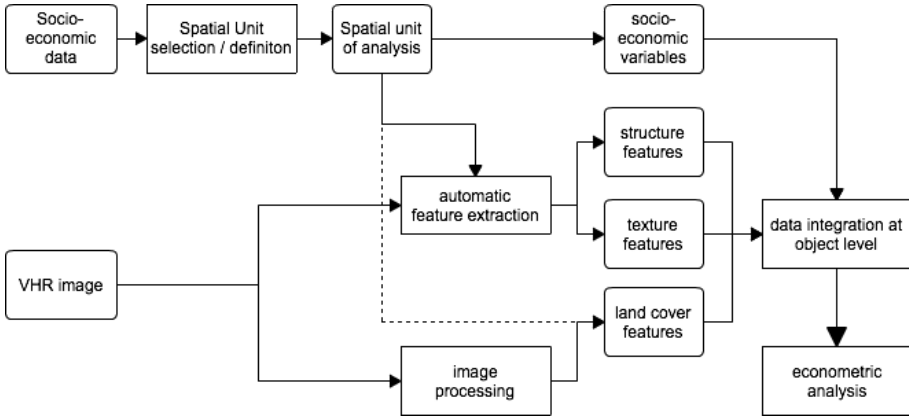 Socio-
economic
data
Spatial Unit
selection / definiton
Spatial unit
of analysis
socio-
economic
variables
structure
features
automatic
feature extraction
texture
features
data integration at
object level
VHR image
land cover
features
image
processing
econometric
analysis